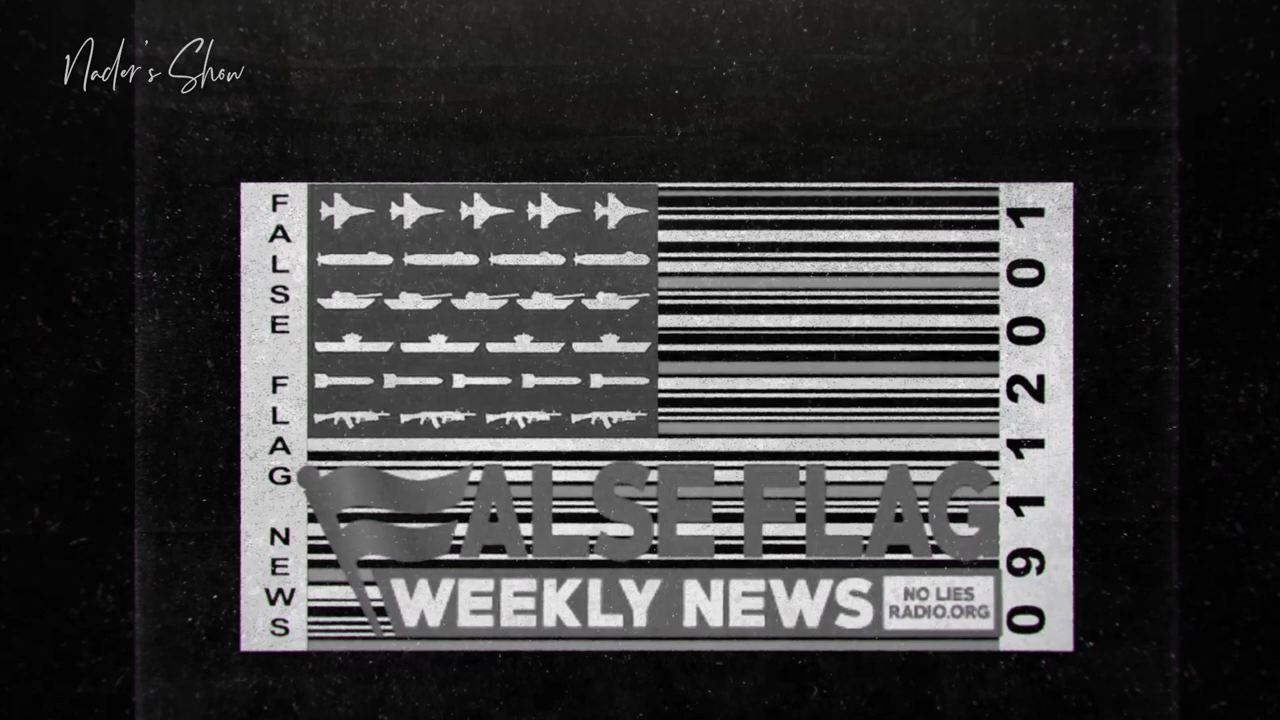 Nader's Show
FALSE FLAG NEWS
FALSE FLAG
WEEKLY NEWS
NO LIES
RADIO.ORG
09112001